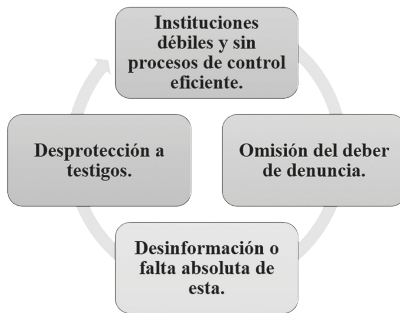 Instituciones
débiles y sin
procesos de control
eficiente.
Omisión del deber
de denuncia.
Desinformación o
falta absoluta de
esta.
Desprotección a
testigos.